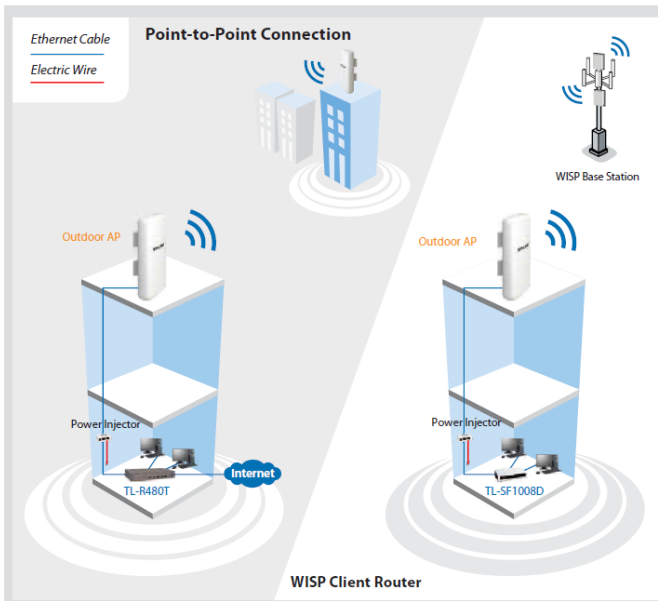 Ethernet Cable
Electric Wire
Point-to-Point Connection
WISP Base Station
Outdoor AP
Power Injector
Internet
TL-R480T
Outdoor AP
Power Injector
TL-SF1008D
WISP Client Router